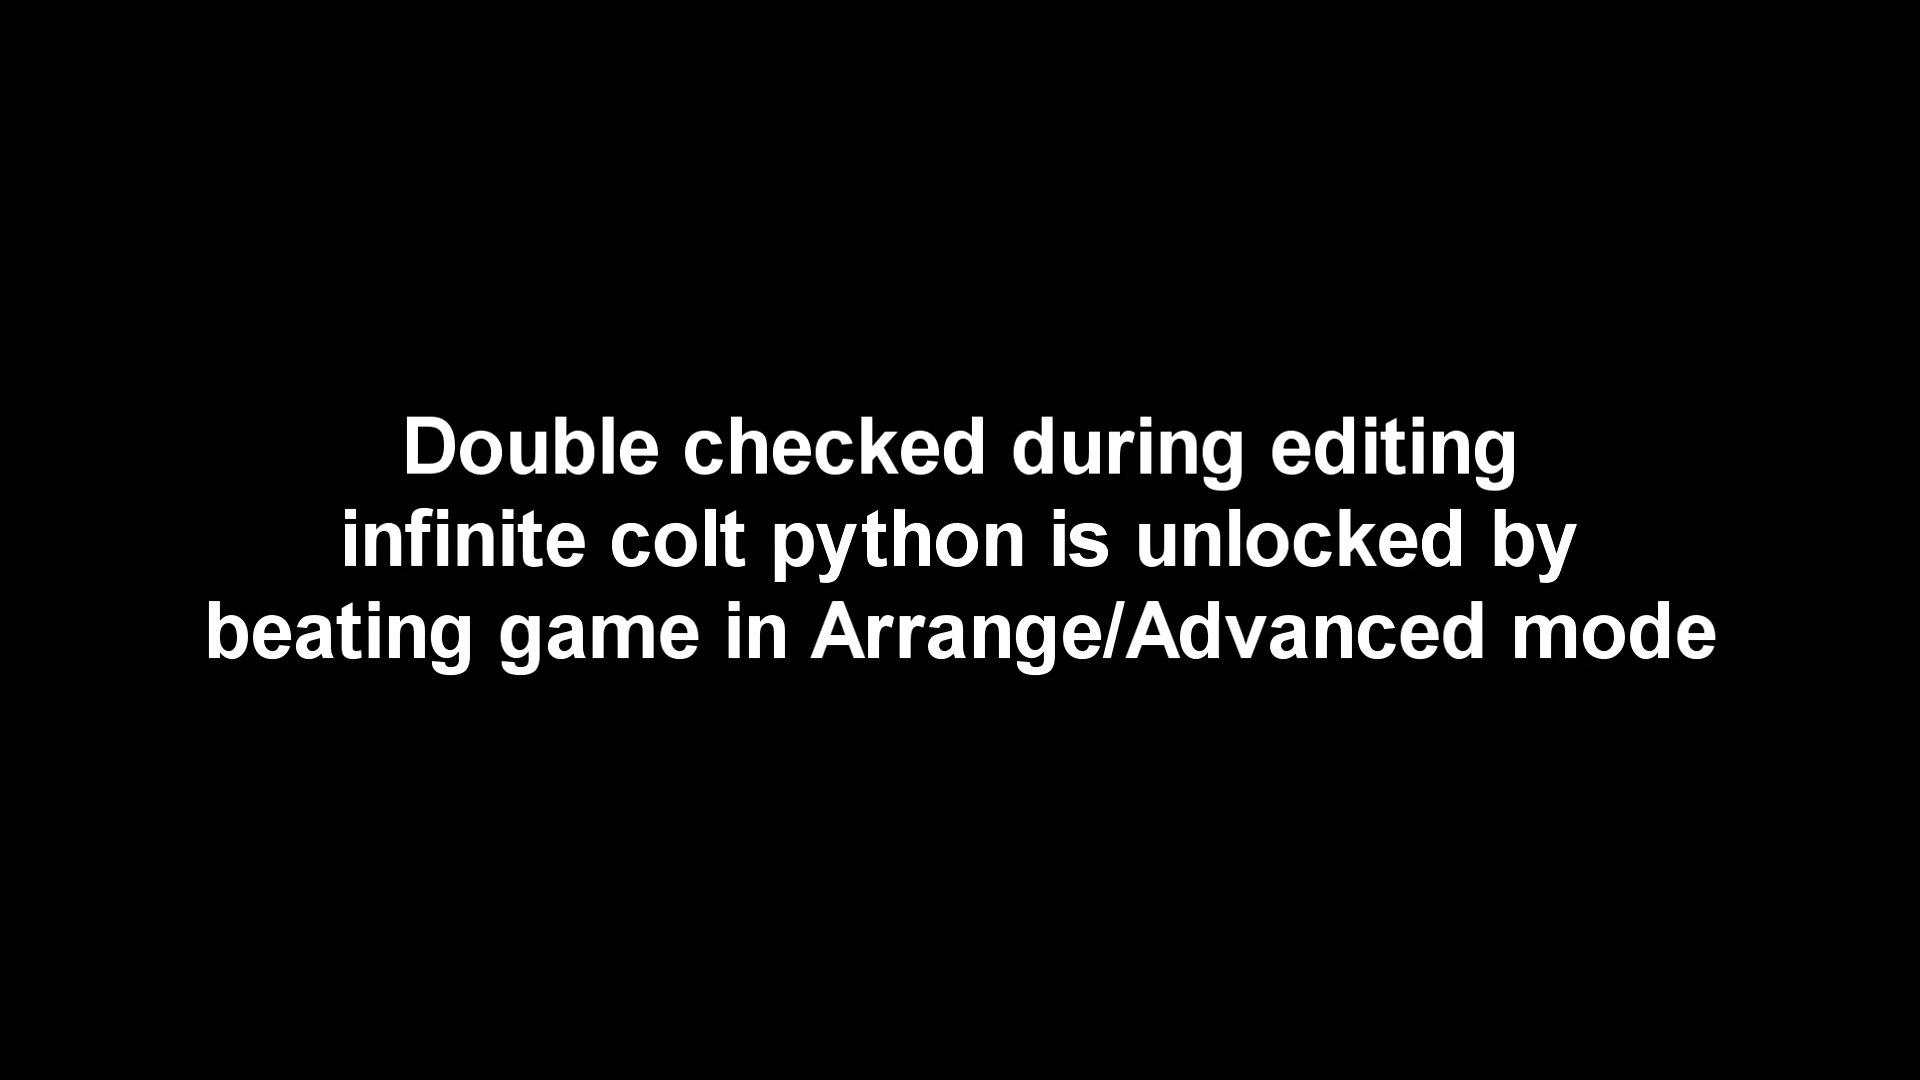 Double checked during editing
infinite colt python is unlocked by
beating game in Arrange/Advanced mode